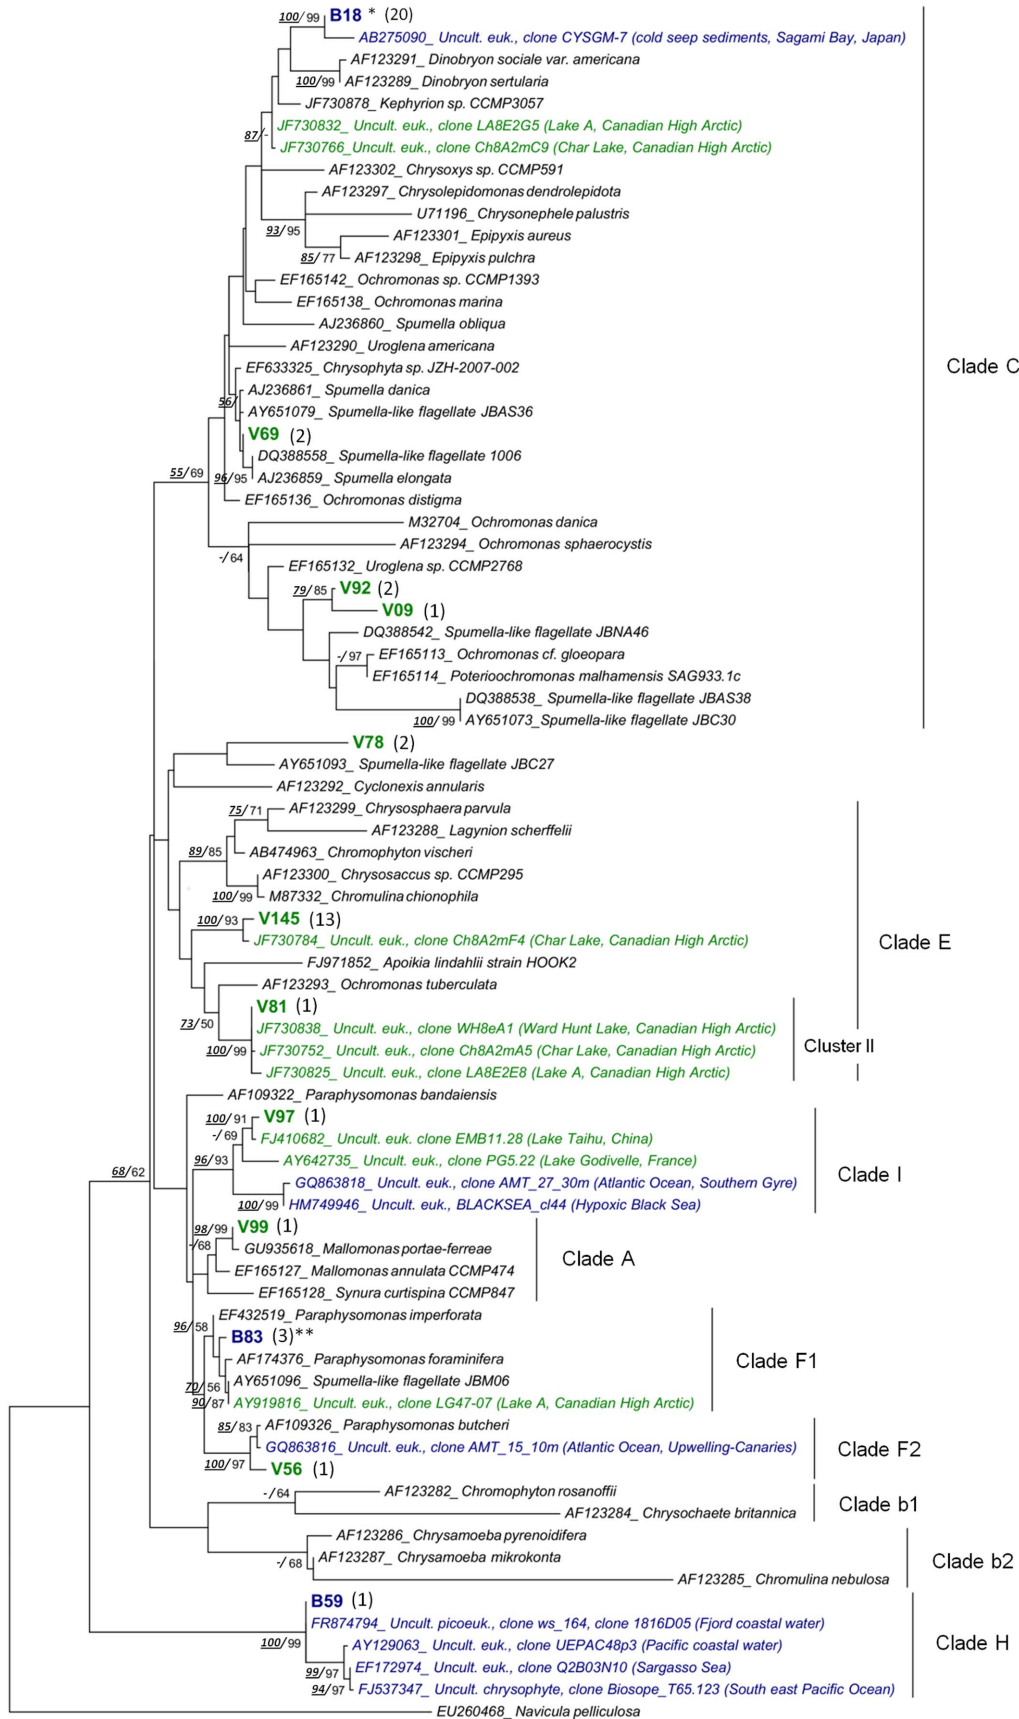 100/99 B18 * (20)
AB275090_ Uncult. euk., clone CYSGM-7 (cold seep sediments, Sagami Bay, Japan)
AF123291_ Dinobryon sociale var. americana
100/99 AF123289_ Dinobryon sertularia
JF730878_ Kephyrion sp. CCMP3057
JF730832_ Uncult. euk., clone LA8E2G5 (Lake A, Canadian High Arctic)
87/-
JF730766_Uncult. euk., clone Ch8A2mC9 (Char Lake, Canadian High Arctic)
AF123302_ Chrysoxys sp. CCMP591
AF123297_ Chrysolepidomonas dendrolepidota
U71196_ Chrysonephele palustris
93/95
AF123301_ Epipyxis aureus
85/77 AF123298_ Epipyxis pulchra
EF165142_ Ochromonas sp. CCMP1393
EF165138_ Ochromonas marina
AJ236860_ Spumella obliqua
AF123290_ Uroglena americana
Clade C
EF633325_ Chrysophyta sp. JZH-2007-002
AJ236861_ Spumella danica
56/
AY651079_ Spumella-like flagellate JBAS36
V69 (2)
DQ388558_ Spumella-like flagellate 1006
55/69
96/95 AJ236859_ Spumella elongata
EF165136_ Ochromonas distigma
M32704_ Ochromonas danica
AF123294_ Ochromonas sphaerocystis
-/64
EF165132_ Uroglena sp. CCMP2768
79/85 V92 (2)
V09 (1)
DQ388542_ Spumella-like flagellate JBNA46
-/97 EF165113_ Ochromonas cf. gloeopara
EF165114_ Poterioochromonas malhamensis SAG933.1c
DQ388538_ Spumella-like flagellate JBAS38
100/99 AY651073_Spumella-like flagellate JBC30
V78 (2)
AY651093_ Spumella-like flagellate JBC27
AF123292_ Cyclonexis annularis
75/71 AF123299_ Chrysosphaera parvula
AF123288_ Lagynion scherffelii
89/85 AB474963_ Chromophyton vischeri
AF123300_ Chrysosaccus sp. CCMP295
100/99 M87332_ Chromulina chionophila
100/93 V145 (13)
JF730784_ Uncult. euk., clone Ch8A2mF4 (Char Lake, Canadian High Arctic)
Clade E
FJ971852_ Apoikia lindahlii strain HOOK2
AF123293_ Ochromonas tuberculata
V81 (1)
73/50
JF730838_ Uncult. euk., clone WH8eA1 (Ward Hunt Lake, Canadian High Arctic)
100/99 JF730752_ Uncult. euk., clone Ch8A2mA5 (Char Lake, Canadian High Arctic)
Cluster II
JF730825_ Uncult. euk., clone LA8E2E8 (Lake A, Canadian High Arctic)
AF109322_ Paraphysomonas bandaiensis
100/91 V97 (1)
-/69
FJ410682_ Uncult. euk. clone EMB11.28 (Lake Taihu, China)
96/93 AY642735_ Uncult. euk., clone PG5.22 (Lake Godivelle, France)
68/62
Clade I
GQ863818_ Uncult. euk., clone AMT_27_30m (Atlantic Ocean, Southern Gyre)
100/99 HM749946_ Uncult. euk., BLACKSEA_cl44 (Hypoxic Black Sea)
98/99 V99 (1)
-/68
GU935618_ Mallomonas portae-ferreae
Clade A
EF165127_ Mallomonas annulata CCMP474
EF165128_ Synura curtispina CCMP847
EF432519_ Paraphysomonas imperforata
96/58
B83 (3)**
AF174376_ Paraphysomonas foraminifera
Clade F1
70/56 AY651096_ Spumella-like flagellate JBM06
90/87 AY919816_ Uncult. euk., clone LG47-07 (Lake A, Canadian High Arctic)
85/83 AF109326_ Paraphysomonas butcheri
GQ863816_ Uncult. euk., clone AMT_15_10m (Atlantic Ocean, Upwelling-Canaries)
Clade F2
100/97 V56 (1)
-/64 AF123282_ Chromophyton rosanoffii
Clade b1
AF123284_ Chrysochaete britannica
AF123286_ Chrysamoeba pyrenoidifera
-/68 AF123287_ Chrysamoeba mikrokonta
Clade b2
AF123285_ Chromulina nebulosa
B59 (1)
FR874794_ Uncult. picoeuk., clone ws_164, clone 1816D05 (Fjord coastal water)
100/99 AY129063_ Uncult. euk., clone UEPAC48p3 (Pacific coastal water)
Clade H
99/97 EF172974_ Uncult. euk., clone Q2B03N10 (Sargasso Sea)
94/97 FJ537347_ Uncult. chrysophyte, clone Biosope_T65.123 (South east Pacific Ocean)
EU260468_ Navicula pelliculosa